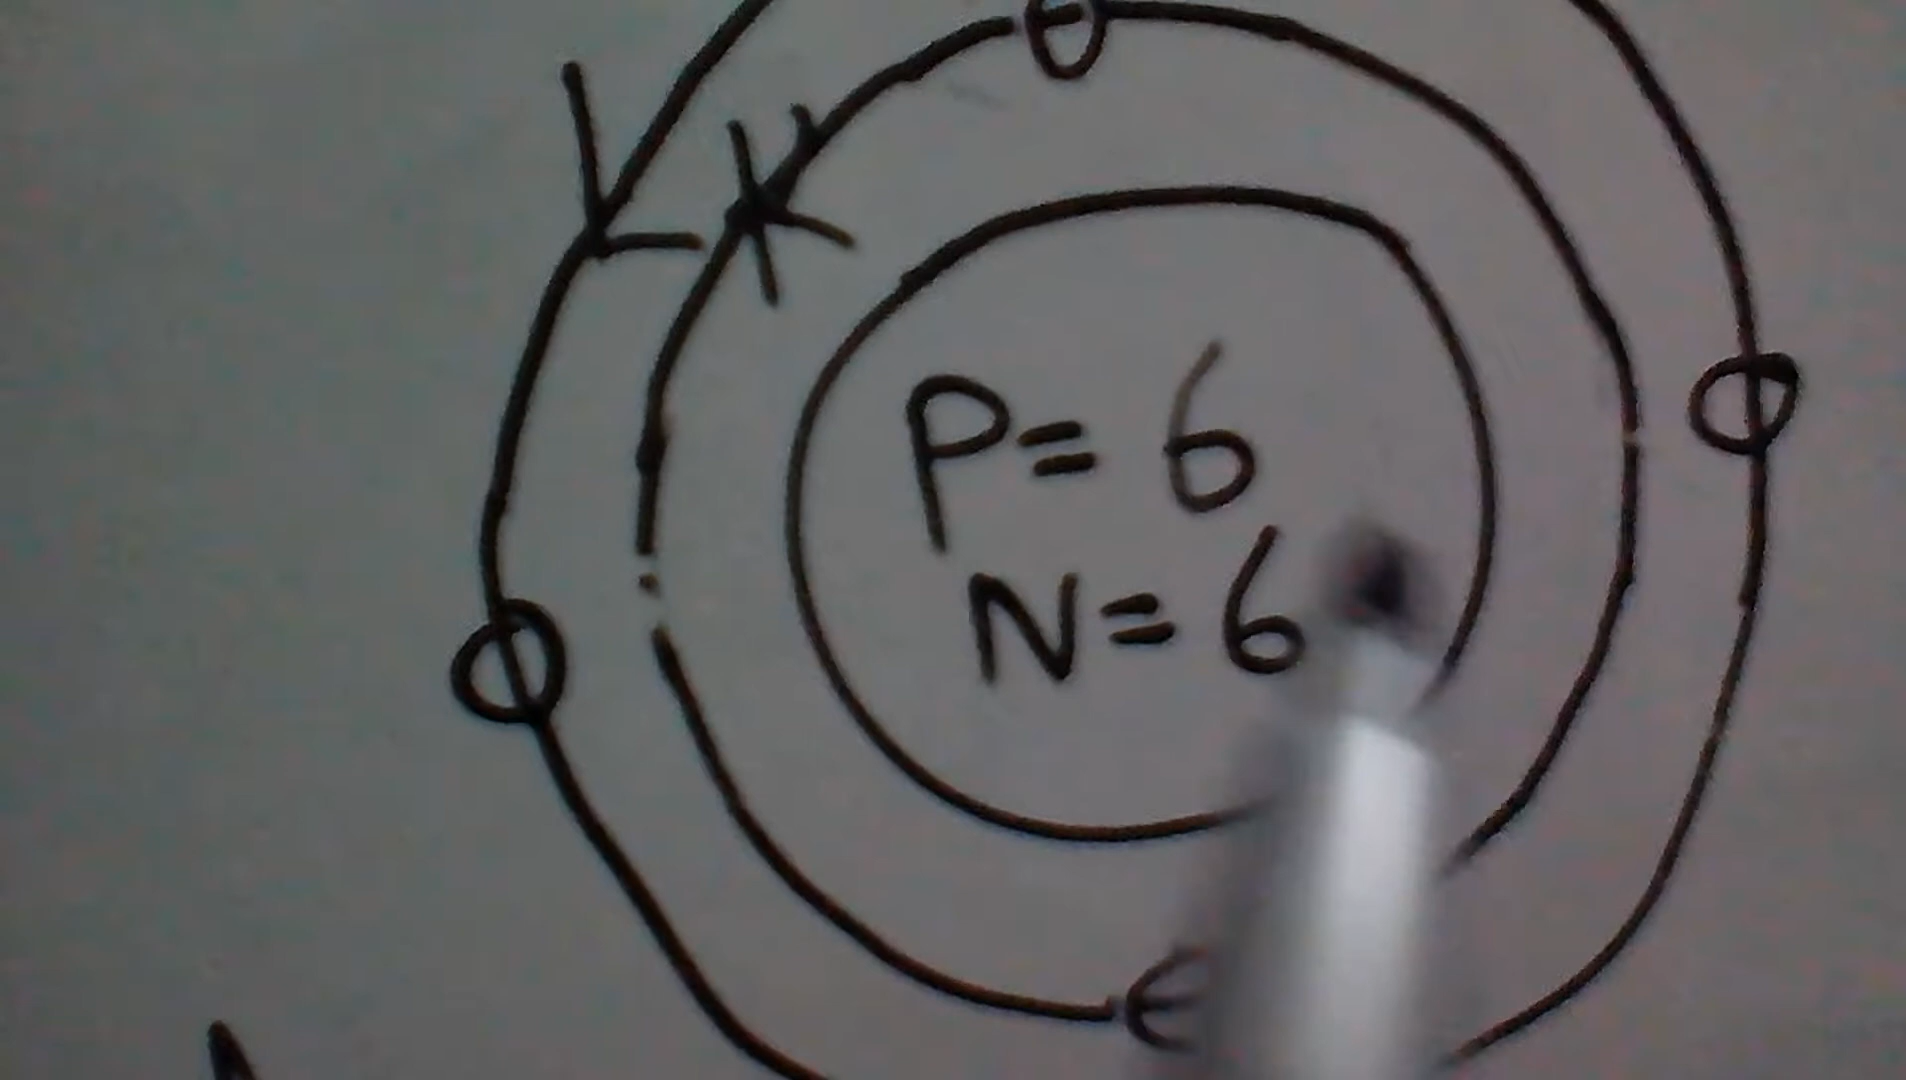 L K
P = 6
N = 6